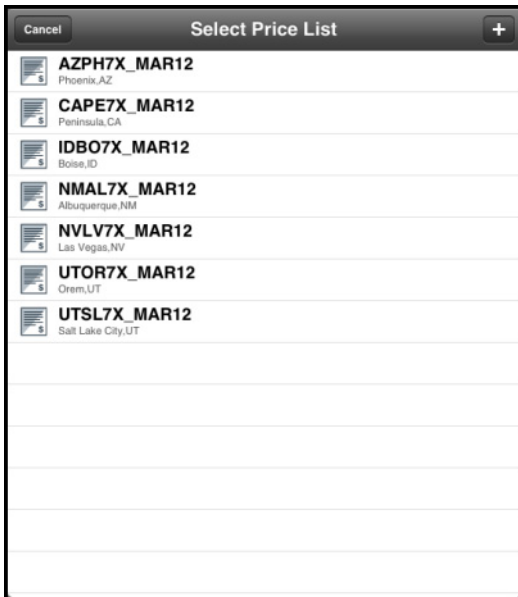 Cancel Select Price List +
AZPH7X_MAR12
Phoenix,AZ
CAPE7X_MAR12
Peninsula,CA
IDBO7X_MAR12
Boise,ID
NMAL7X_MAR12
Albuquerque,NM
NVLV7X_MAR12
Las Vegas,NV
UTOR7X_MAR12
Orem,UT
UTSL7X_MAR12
Salt Lake City,UT